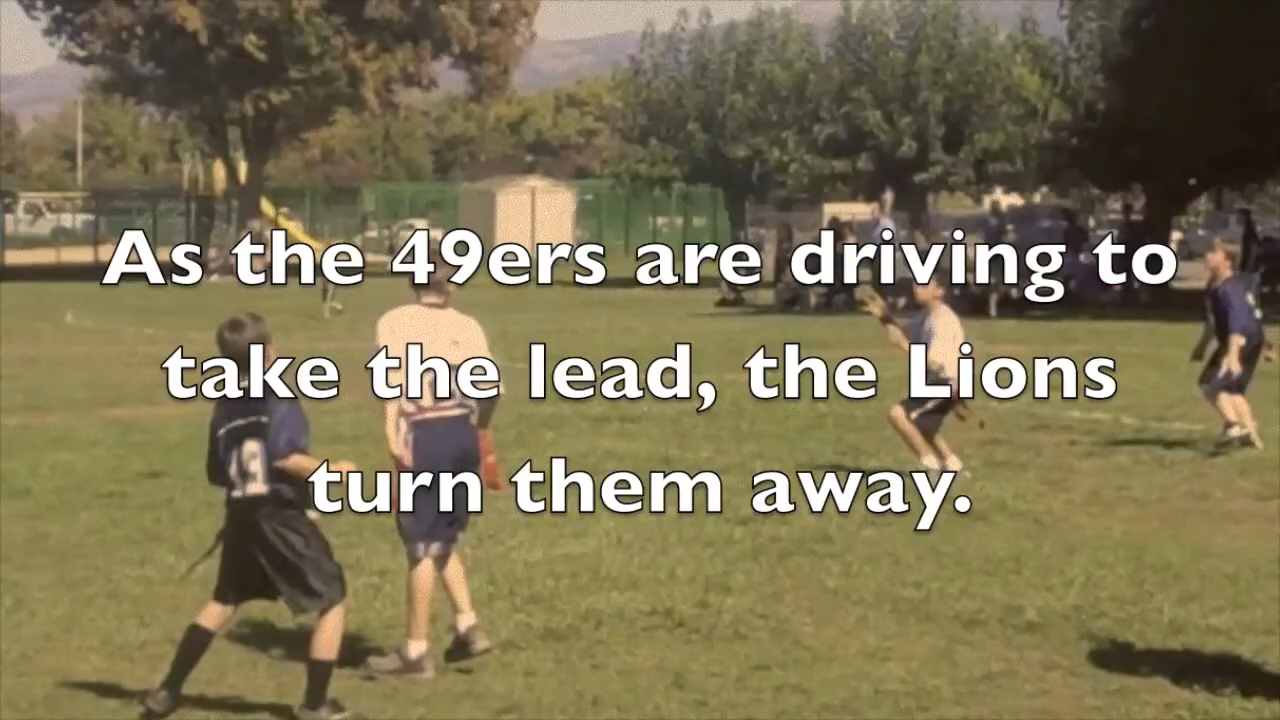 As the 49ers are driving to
take the lead, the Lions
turn them away.